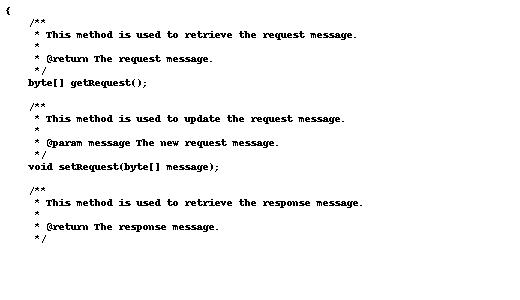 {
    /**
     * This method is used to retrieve the request message.
     *
     * @return The request message.
     */
    byte[] getRequest();

    /**
     * This method is used to update the request message.
     *
     * @param message The new request message.
     */
    void setRequest(byte[] message);

    /**
     * This method is used to retrieve the response message.
     *
     * @return The response message.
     */